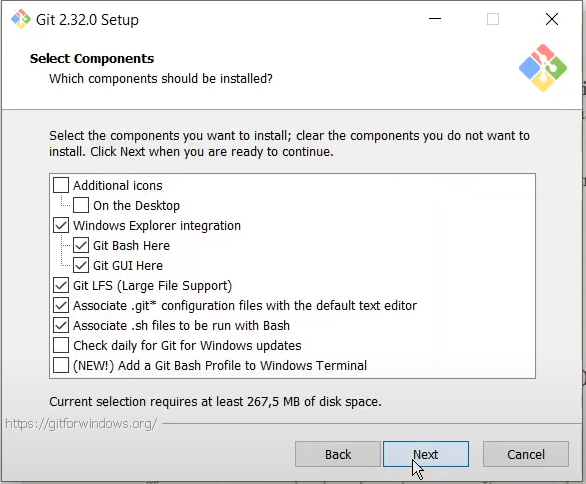 Git 2.32.0 Setup
Select Components
Which components should be installed?
Select the components you want to install; clear the components you do not want to
install. Click Next when you are ready to continue.
Additional icons
On the Desktop
Windows Explorer integration
Git Bash Here
Git GUI Here
Git LFS (Large File Support)
Associate .git* configuration files with the default text editor
Associate .sh files to be run with Bash
Check daily for Git for Windows updates
(NEW!) Add a Git Bash Profile to Windows Terminal
Current selection requires at least 267,5 MB of disk space.
https://gitforwindows.org/
Back
Next
Cancel